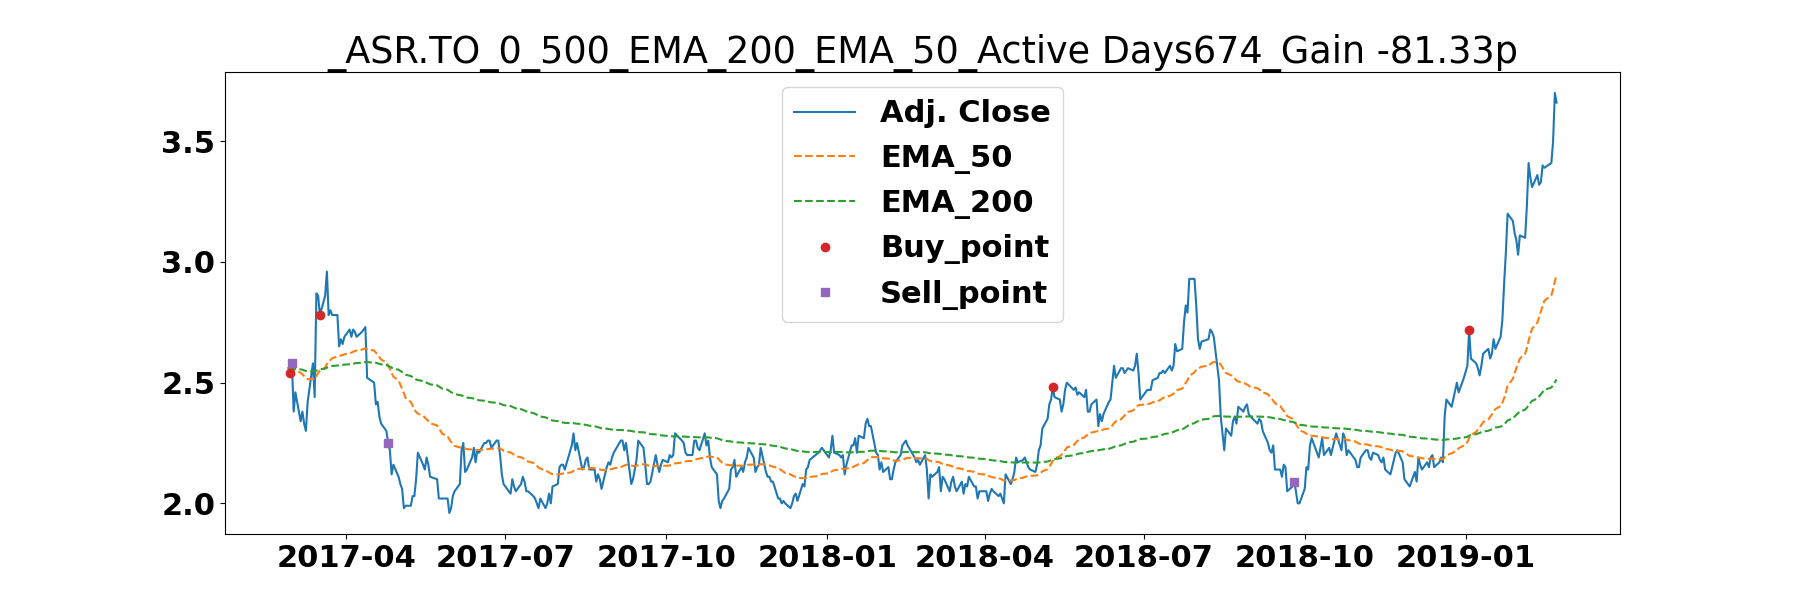 _ASR.TO_0_500_EMA_200_EMA_50_Active Days674_Gain -81.33p
Adj. Close
EMA_50
EMA_200
Buy_point
Sell_point
3.5
3.0
2.5
2.0
2017-04 2017-07 2017-10 2018-01 2018-04 2018-07 2018-10 2019-01